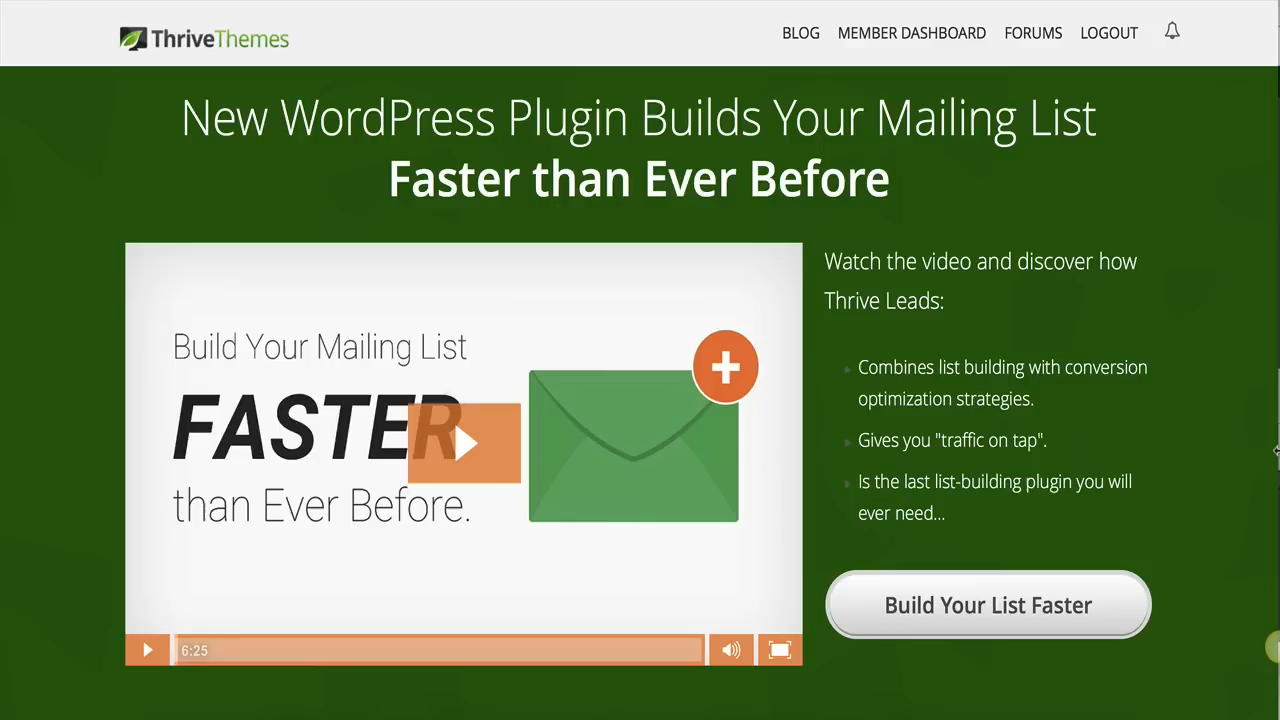 ThriveThemes
BLOG MEMBER DASHBOARD FORUMS LOGOUT
New WordPress Plugin Builds Your Mailing List
Faster than Ever Before
Build Your Mailing List
FASTER
than Ever Before.
6:25
Watch the video and discover how
Thrive Leads:
Combines list building with conversion
optimization strategies.
Gives you "traffic on tap".
Is the last list-building plugin you will
ever need...
Build Your List Faster